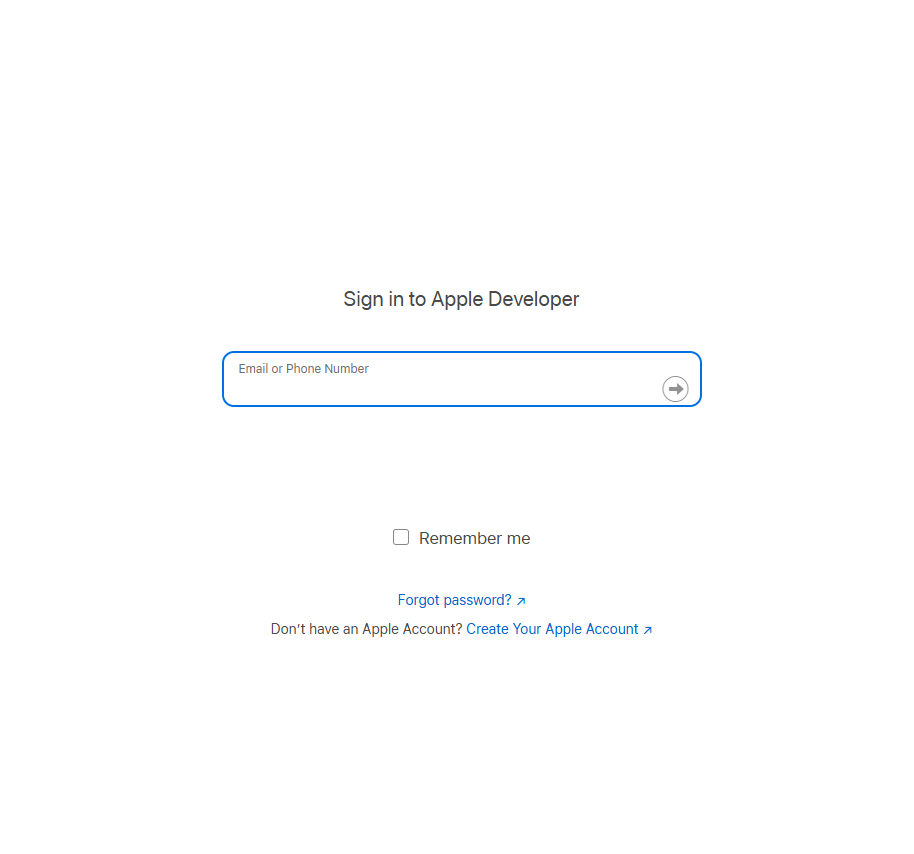 Sign in to Apple Developer
Email or Phone Number
Remember me
Forgot password? ↗
Don’t have an Apple Account? Create Your Apple Account ↗